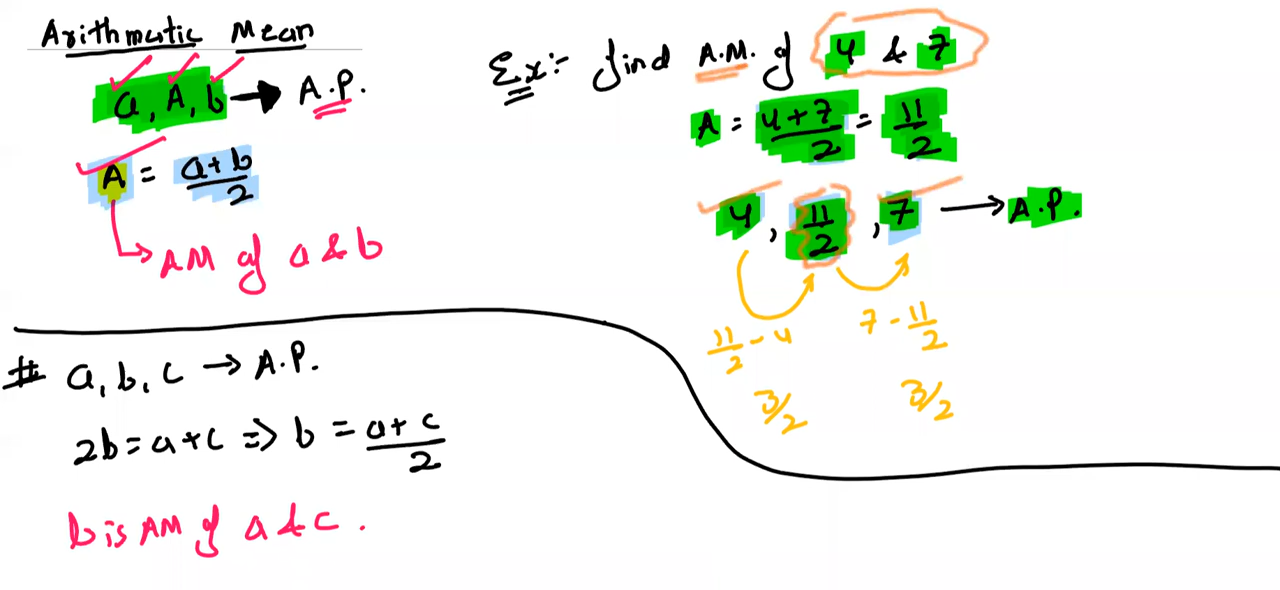 Arithmatic Mean
a, A, b → A.P.
A = a+b/2
↳ AM of a & b
# a, b, c → A.P.
2b = a+c => b = a+c/2
b is AM of a & c.
Ex:- find A.M. of 4 & 7
A = 4+7/2 = 11/2
4, 11/2, 7 → A.P.
11/2 - 4 7 - 11/2
3/2 3/2